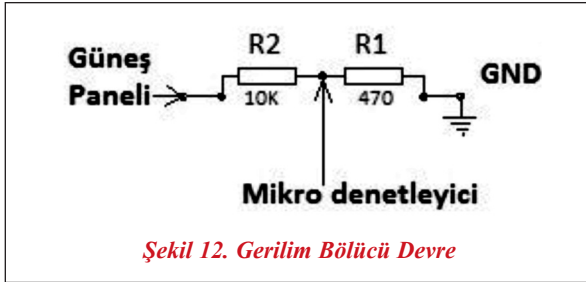 R2 R1
Güneş
Paneli
GND
10K 470
Mikro denetleyici
Şekil 12. Gerilim Bölücü Devre